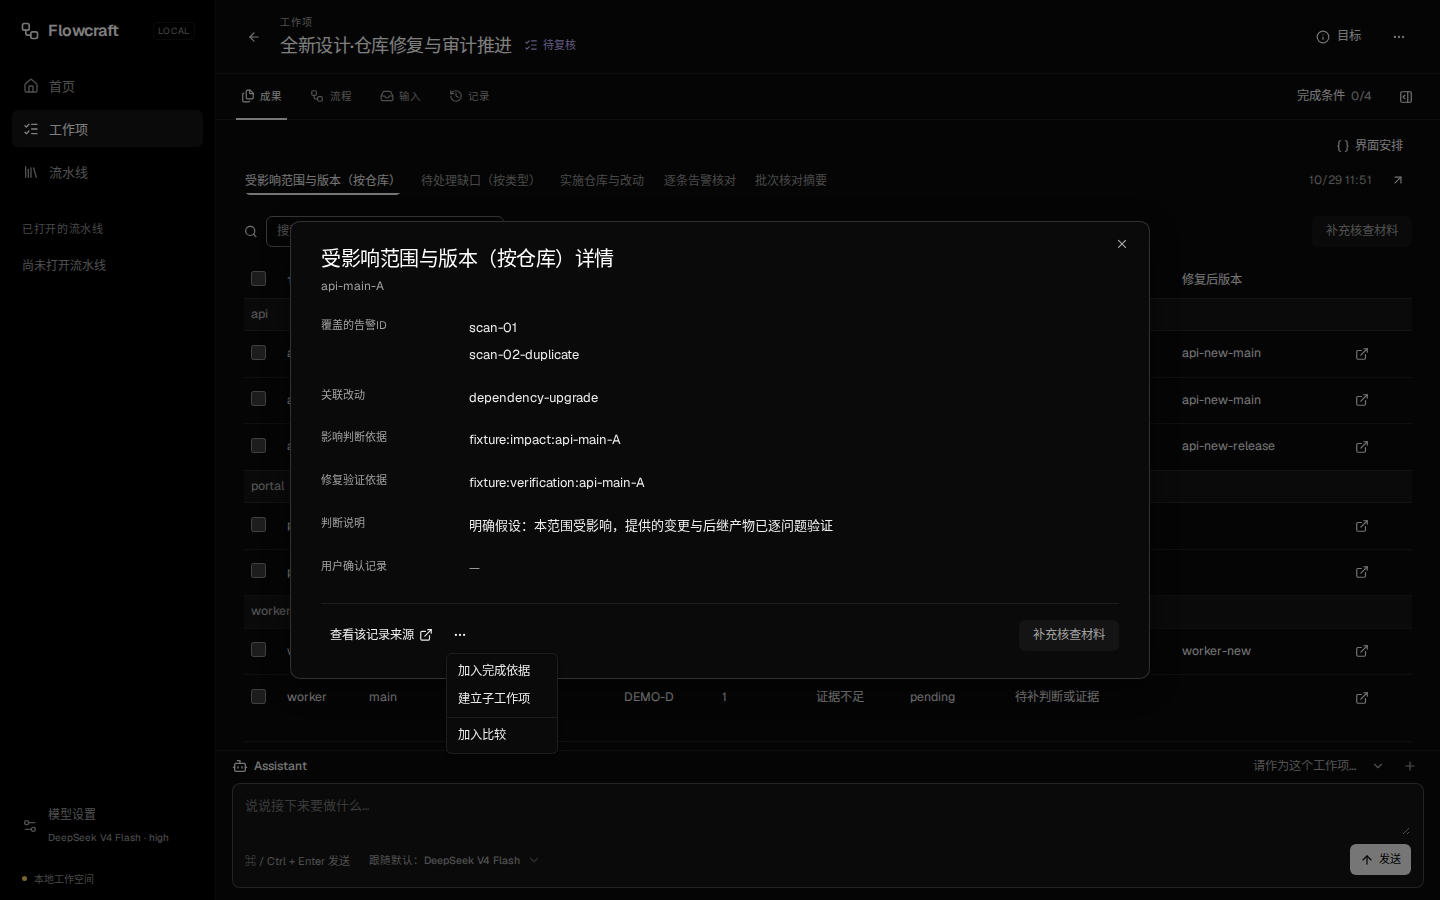 Flowcraft
LOCAL
首页
工作项
流水线
已打开的流水线
尚未打开流水线
模型设置
DeepSeek V4 Flash · high
本地工作空间
工作项
全新设计·仓库修复与审计推进
待复核
目标
成果
流程
输入
记录
完成条件 0/4
{ } 界面安排
受影响范围与版本（按仓库）
待处理缺口（按类型）
实施仓库与改动
逐条告警核对
批次核对摘要
10/29 11:51
补充核查材料
修复后版本
api
api-new-main
api-new-main
api-new-release
portal
worker
worker-new
worker main DEMO-D 1 证据不足 pending 待补判断或证据
受影响范围与版本（按仓库）详情
api-main-A
覆盖的告警ID
scan-01
scan-02-duplicate
关联改动
dependency-upgrade
影响判断依据
fixture:impact:api-main-A
修复验证依据
fixture:verification:api-main-A
判断说明
明确假设：本范围受影响，提供的变更与后继产物已逐问题验证
用户确认记录
—
查看该记录来源
补充核查材料
加入完成依据
建立子工作项
加入比较
Assistant
请作为这个工作项...
说说接下来要做什么...
⌘ / Ctrl + Enter 发送
跟随默认：DeepSeek V4 Flash
发送